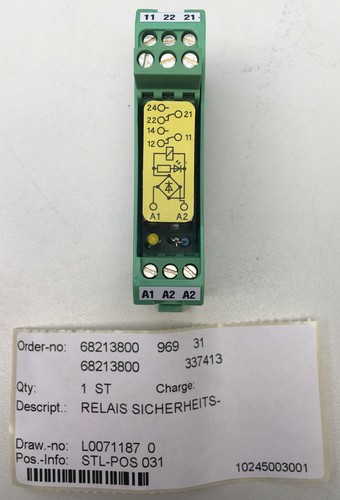 11 22 21
24
21
22
14
12 11
A1 A2
A1 A2 A2
Order-no: 68213800 969 31
68213800 337413
Qty: 1 ST Charge:
Descript.: RELAIS SICHERHEITS-
Draw.-no: L0071187 0
Pos.-Info: STL-POS 031
10245003001